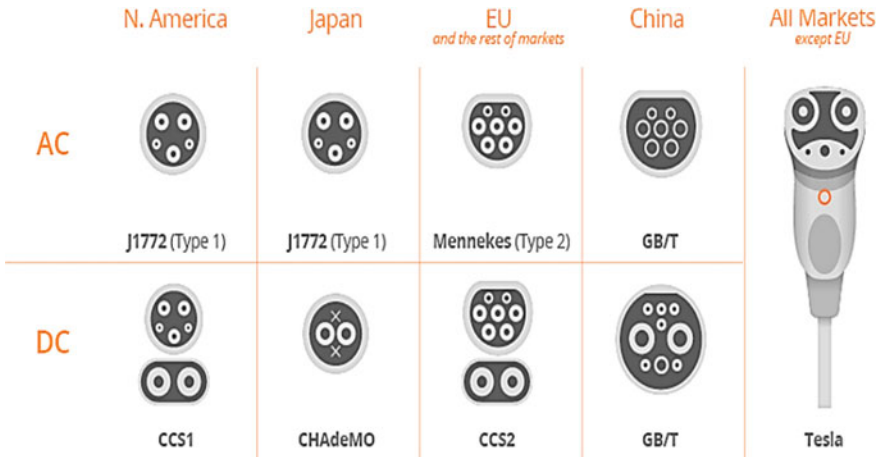 N. America
Japan
EU
and the rest of markets
China
All Markets
except EU
AC
J1772 (Type 1)
J1772 (Type 1)
Mennekes (Type 2)
GB/T
DC
CCS1
CHAdeMO
CCS2
GB/T
Tesla